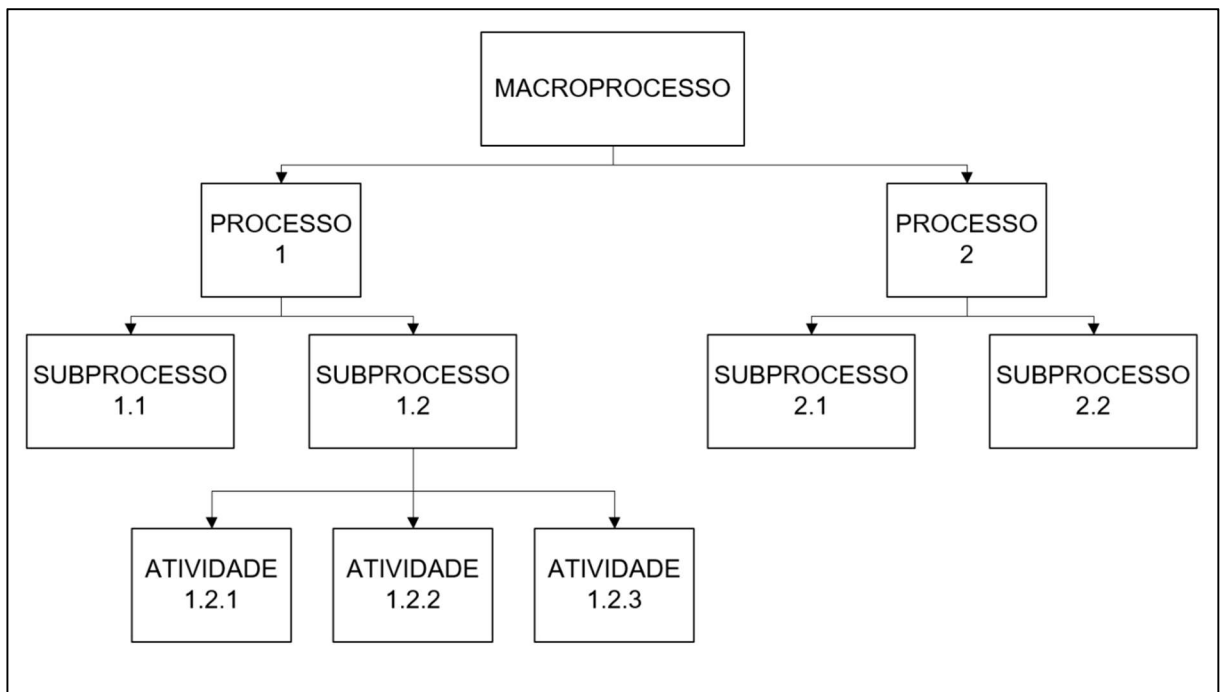 MACROPROCESSO
PROCESSO
1
PROCESSO
2
SUBPROCESSO
1.1
SUBPROCESSO
1.2
SUBPROCESSO
2.1
SUBPROCESSO
2.2
ATIVIDADE
1.2.1
ATIVIDADE
1.2.2
ATIVIDADE
1.2.3